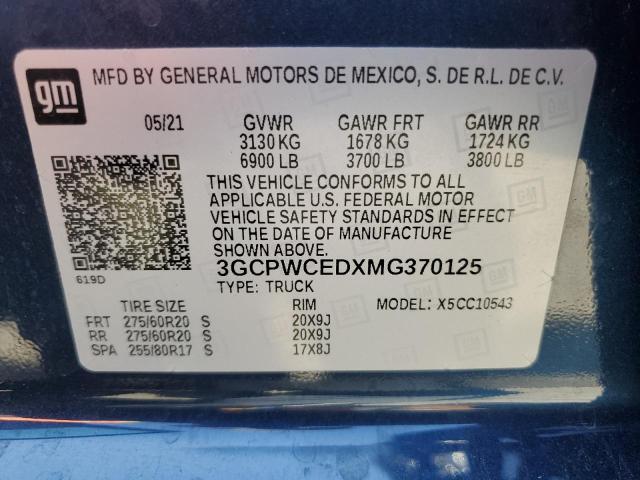 gm
MFD BY GENERAL MOTORS DE MEXICO, S. DE R.L. DE C.V.
05/21 GVWR GAWR FRT GAWR RR
3130 KG 1678 KG 1724 KG
6900 LB 3700 LB 3800 LB
THIS VEHICLE CONFORMS TO ALL
APPLICABLE U.S. FEDERAL MOTOR
VEHICLE SAFETY STANDARDS IN EFFECT
ON THE DATE OF MANUFACTURE
SHOWN ABOVE.
619D
3GCPWCEDXMG370125
TYPE: TRUCK
TIRE SIZE RIM MODEL: X5CC10543
FRT 275/60R20 S 20X9J
RR 275/60R20 S 20X9J
SPA 255/80R17 S 17X8J